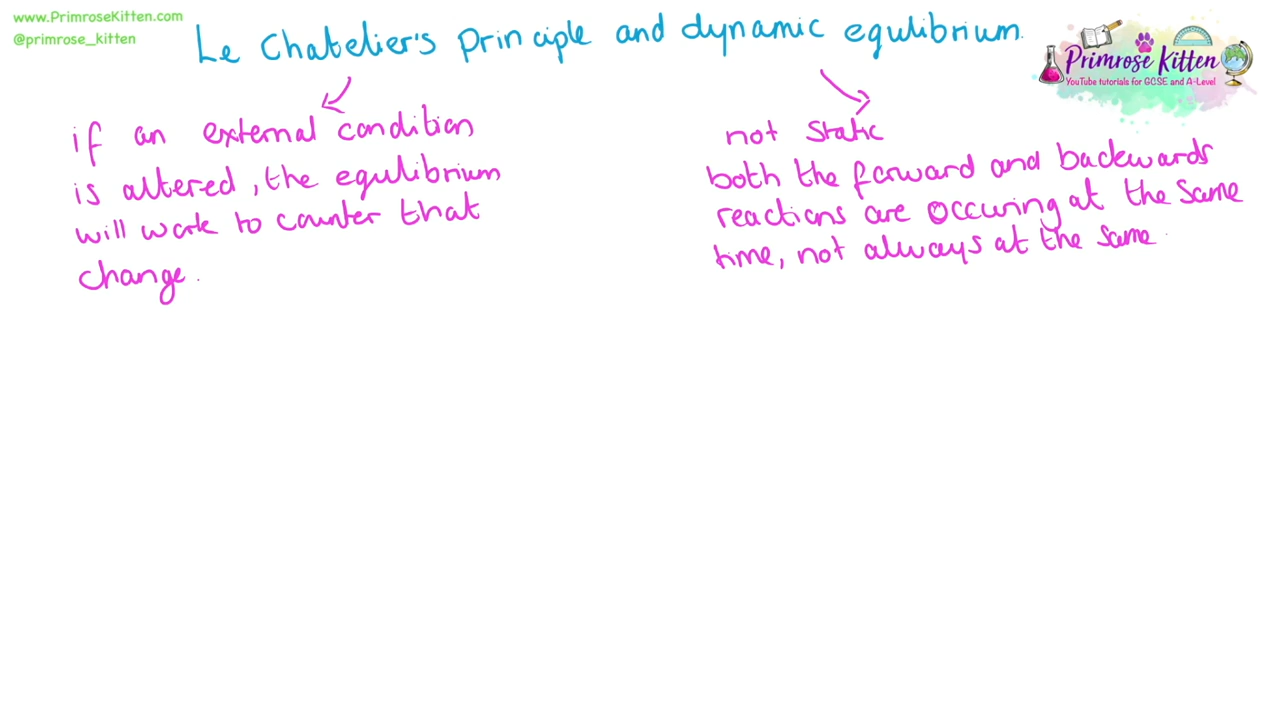 www.PrimroseKitten.com
@primrose_kitten
Le Chatelier's principle and dynamic equlibrium.
Primrose Kitten
YouTube tutorials for GCSE and A-Level
if an external condition
is altered, the equlibrium
will work to counter that
change.
not static
both the forward and backwards
reactions are occuring at the same
time, not always at the same